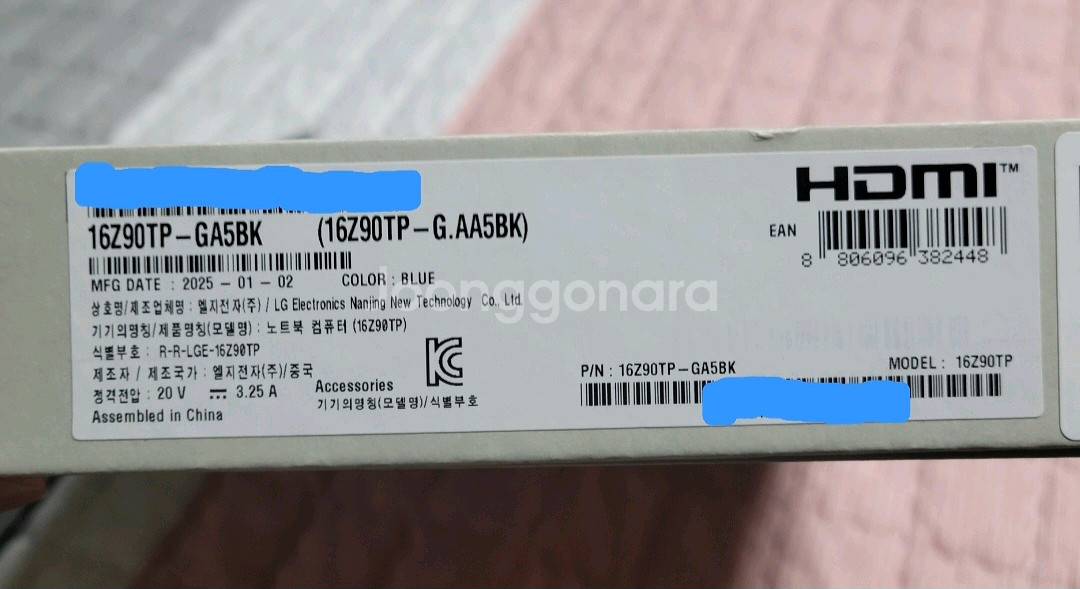 HDMI™
16Z90TP-GA5BK (16Z90TP-G.AA5BK)
EAN
8 806096 382448
MFG DATE : 2025 - 01 - 02 COLOR : BLUE
상호명/제조업체명 : 엘지전자(주) / LG Electronics Nanjing New Technology Co., Ltd.
기기의명칭/제품명칭(모델명) : 노트북 컴퓨터 (16Z90TP)
식별부호 : R-R-LGE-16Z90TP
제조자 / 제조국가 : 엘지전자(주)/중국
정격전압 : 20 V ⎓ 3.25 A
Assembled in China
KC
Accessories
기기의명칭(모델명)/식별부호
P/N : 16Z90TP-GA5BK
MODEL : 16Z90TP
joonggonara